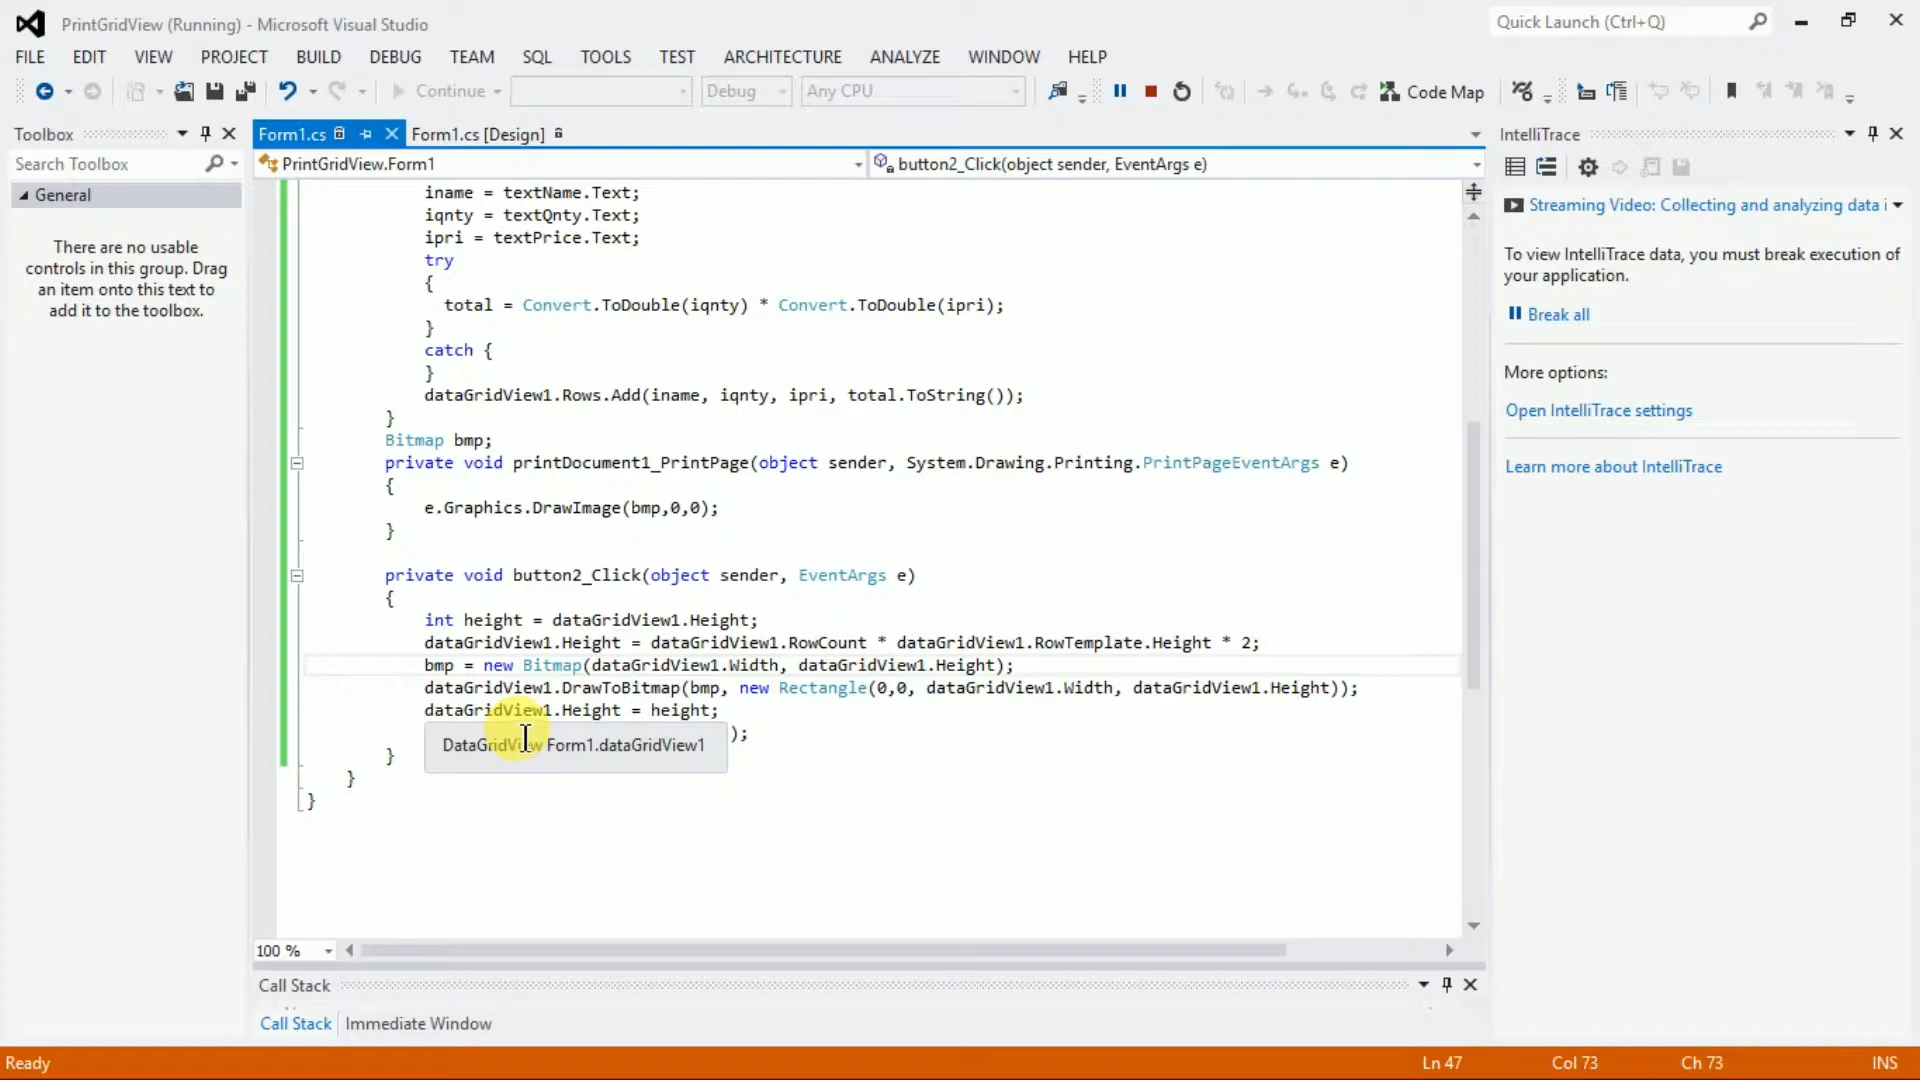 PrintGridView (Running) - Microsoft Visual Studio
Quick Launch (Ctrl+Q)
FILE EDIT VIEW PROJECT BUILD DEBUG TEAM SQL TOOLS TEST ARCHITECTURE ANALYZE WINDOW HELP
Continue Debug Any CPU Code Map
Toolbox
Search Toolbox
General
There are no usable
controls in this group. Drag
an item onto this text to
add it to the toolbox.
Form1.cs Form1.cs [Design]
PrintGridView.Form1 button2_Click(object sender, EventArgs e)
iname = textName.Text;
iqnty = textQnty.Text;
ipri = textPrice.Text;
try
{
total = Convert.ToDouble(iqnty) * Convert.ToDouble(ipri);
}
catch {
}
dataGridView1.Rows.Add(iname, iqnty, ipri, total.ToString());
}
Bitmap bmp;
private void printDocument1_PrintPage(object sender, System.Drawing.Printing.PrintPageEventArgs e)
{
e.Graphics.DrawImage(bmp,0,0);
}
private void button2_Click(object sender, EventArgs e)
{
int height = dataGridView1.Height;
dataGridView1.Height = dataGridView1.RowCount * dataGridView1.RowTemplate.Height * 2;
bmp = new Bitmap(dataGridView1.Width, dataGridView1.Height);
dataGridView1.DrawToBitmap(bmp, new Rectangle(0,0, dataGridView1.Width, dataGridView1.Height));
dataGridView1.Height = height;
);
DataGridView Form1.dataGridView1
}
}
}
100 %
Call Stack
Call Stack Immediate Window
IntelliTrace
Streaming Video: Collecting and analyzing data i
To view IntelliTrace data, you must break execution of
your application.
Break all
More options:
Open IntelliTrace settings
Learn more about IntelliTrace
Ready Ln 47 Col 73 Ch 73 INS